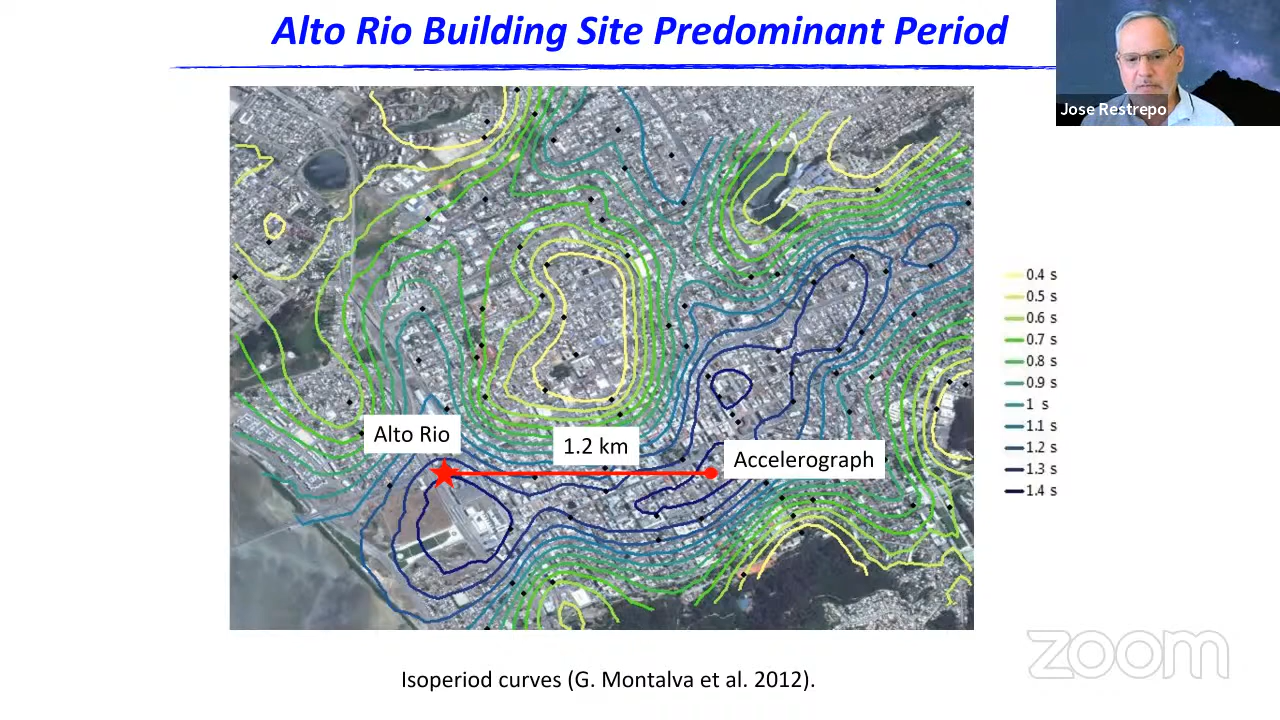 Alto Rio Building Site Predominant Period
Jose Restrepo
0.4 s
0.5 s
0.6 s
0.7 s
0.8 s
0.9 s
1 s
1.1 s
1.2 s
1.3 s
1.4 s
Alto Rio
1.2 km
Accelerograph
zoom
Isoperiod curves (G. Montalva et al. 2012).